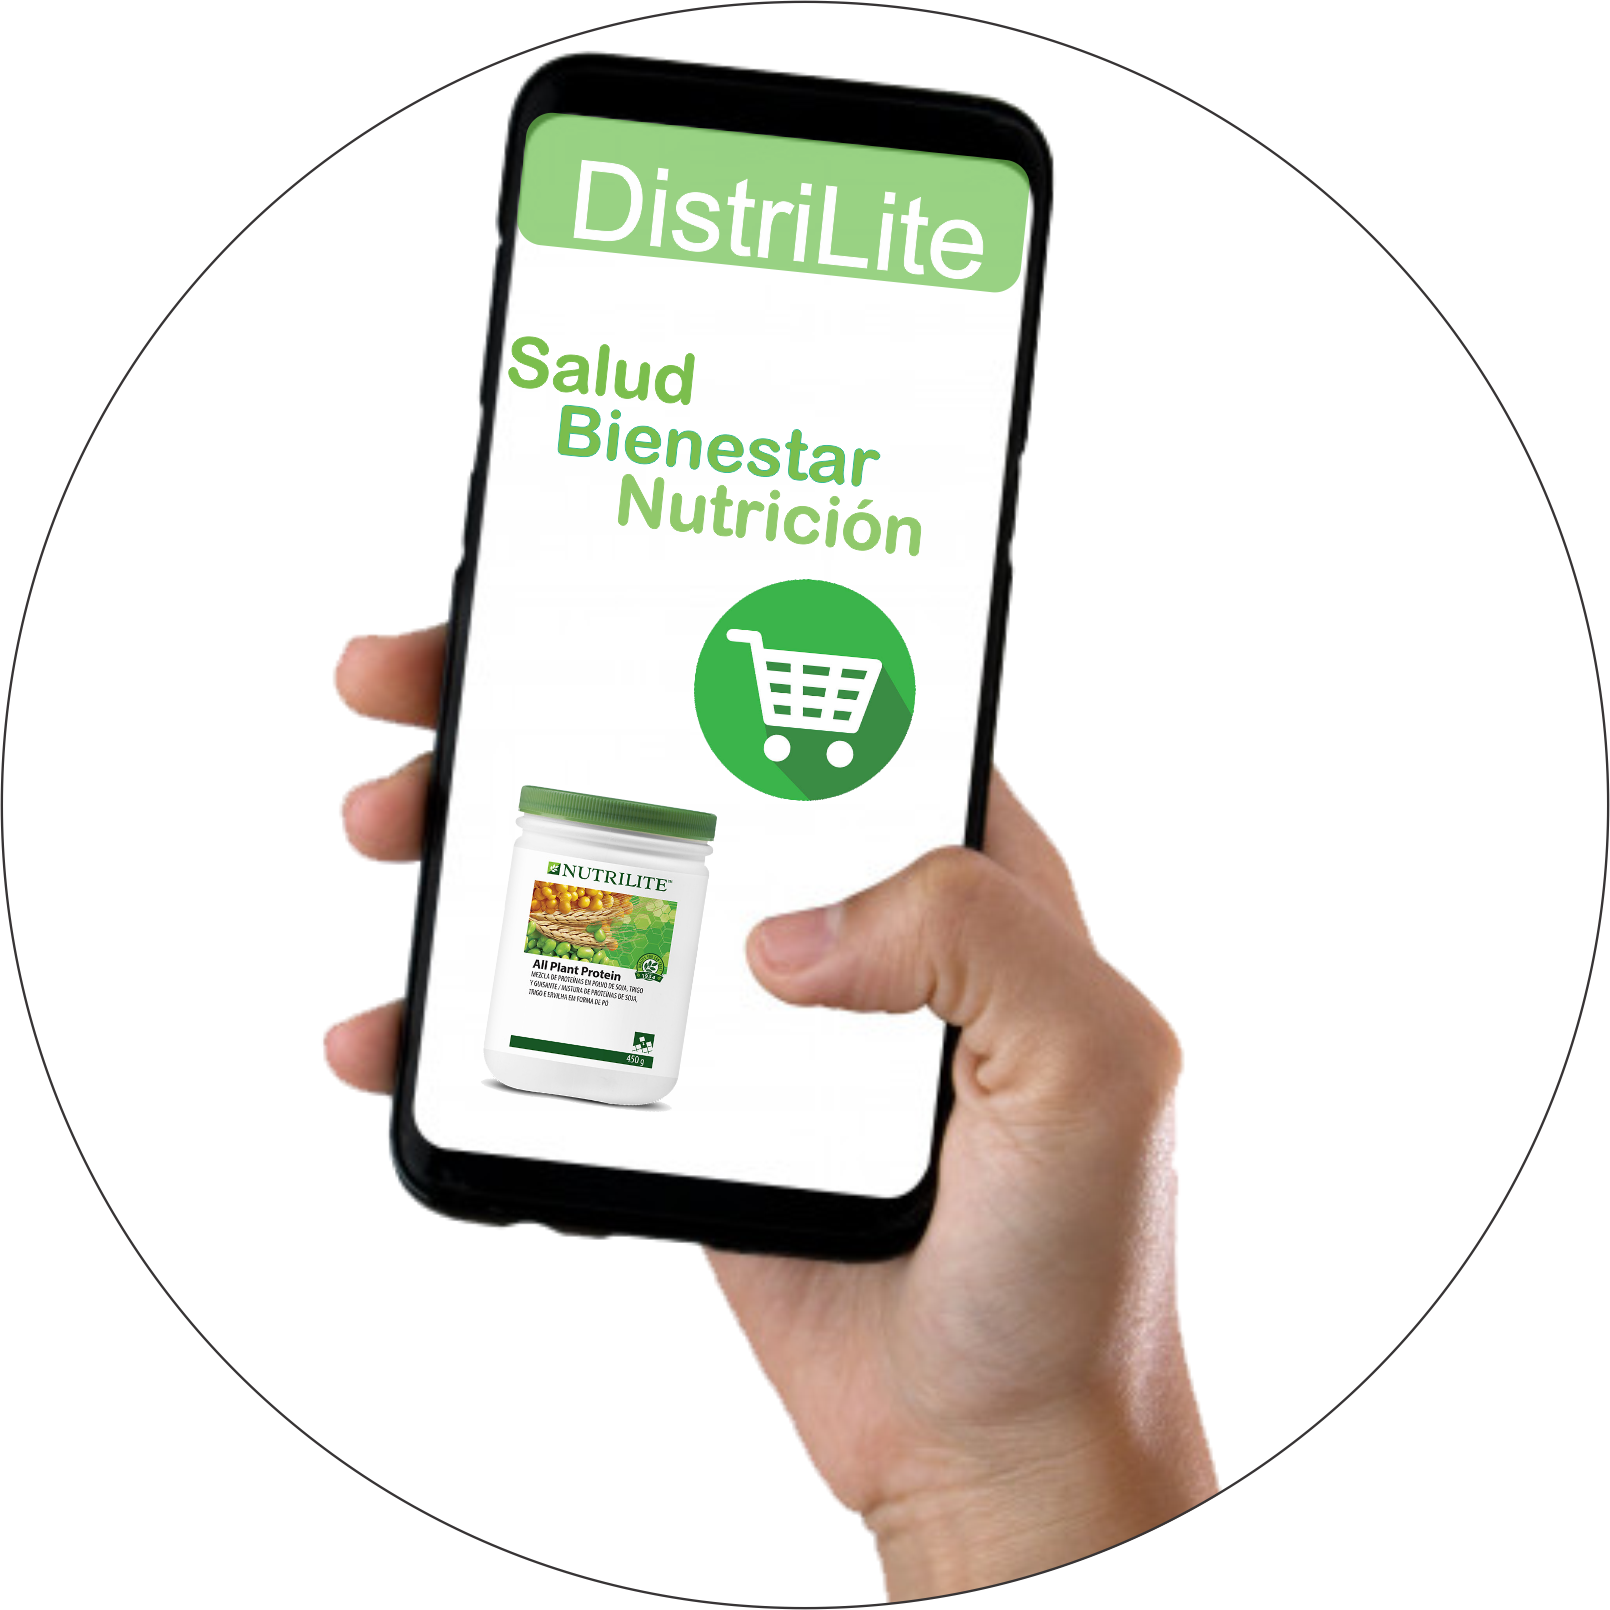 DistriLite
Salud
Bienestar
Nutrición
NUTRILITE™
All Plant Protein
MEZCLA DE PROTEÍNAS EN POLVO DE SOJA, TRIGO
Y GUISANTE / MISTURA DE PROTEÍNAS DE SOJA,
TRIGO E ERVILHA EM FORMA DE PÓ
450 g